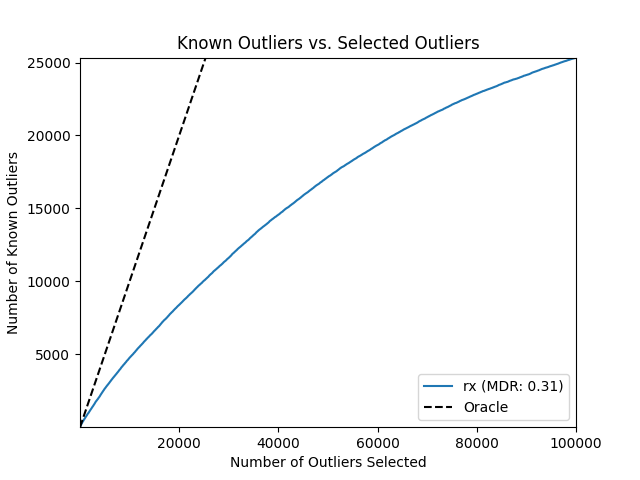 Known Outliers vs. Selected Outliers
25000
20000
15000
10000
5000
Number of Known Outliers
rx (MDR: 0.31)
Oracle
20000 40000 60000 80000 100000
Number of Outliers Selected